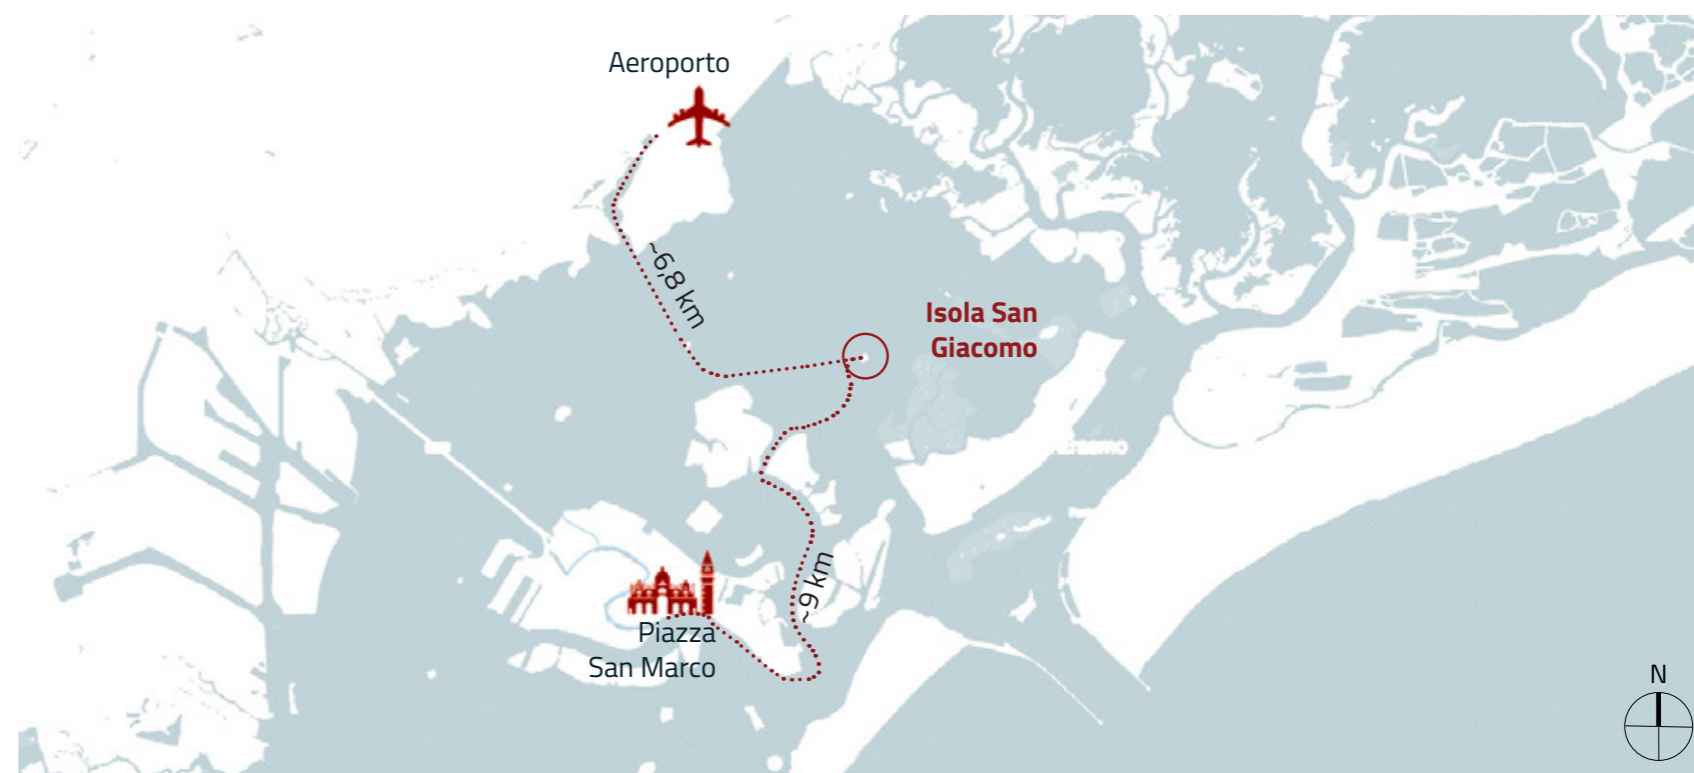 Aeroporto
~6,8 km
Isola San
Giacomo
~9 km
Piazza
San Marco
N